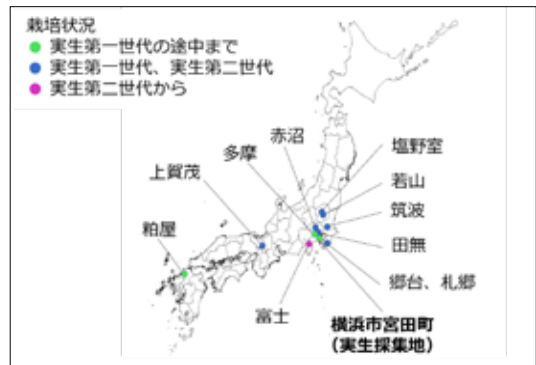 栽培状況
実生第一世代の途中まで
実生第一世代、実生第二世代
実生第二世代から
赤沼
塩野室
多摩
若山
上賀茂
筑波
粕屋
田無
郷台、札郷
富士
横浜市宮田町
（実生採集地）